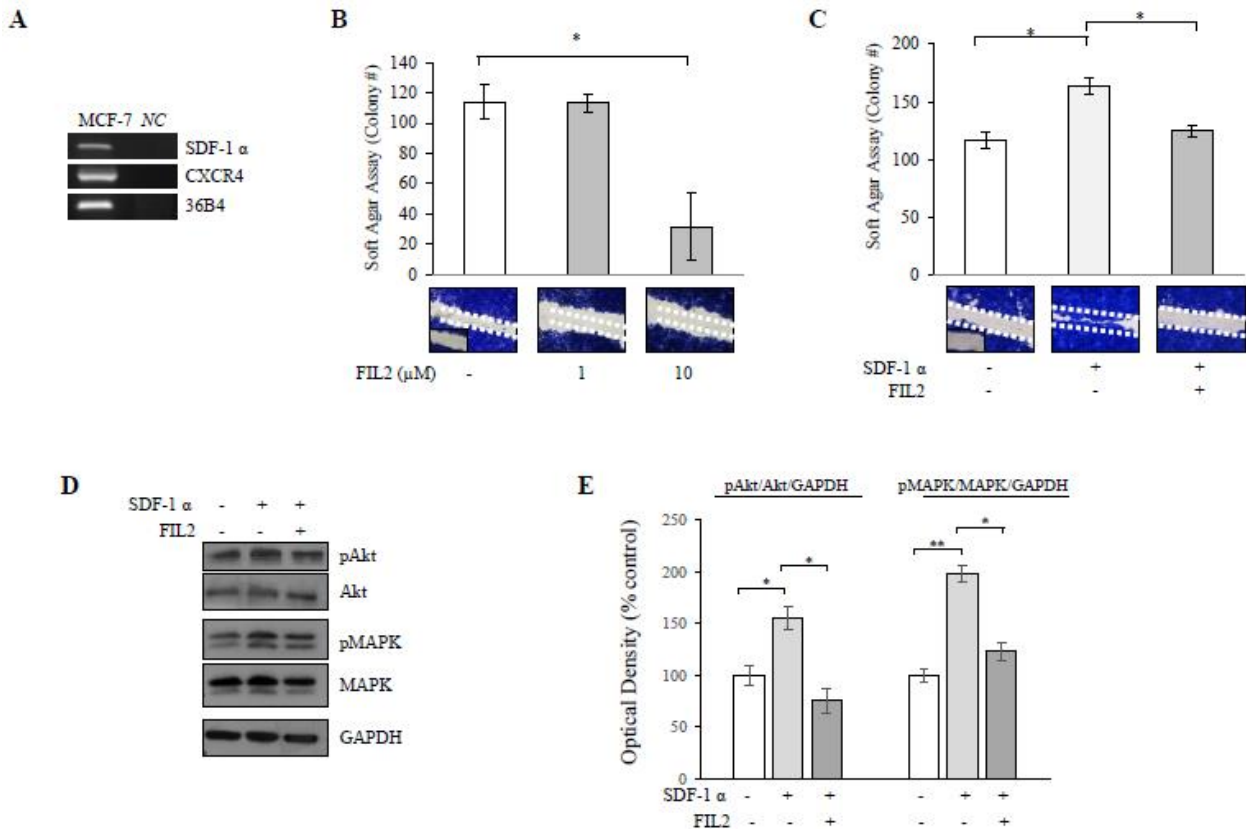 A
MCF-7 NC
SDF-1 α
CXCR4
36B4
B
*
Soft Agar Assay (Colony #)
140
120
100
80
60
40
20
0
FIL2 (µM) - 1 10
C
* *
Soft Agar Assay (Colony #)
200
150
100
50
0
SDF-1 α - + +
FIL2 - - +
D
SDF-1 α - + +
FIL2 - - +
pAkt
Akt
pMAPK
MAPK
GAPDH
E
pAkt/Akt/GAPDH pMAPK/MAPK/GAPDH
Optical Density (% control)
250
200
150
100
50
0
* * ** *
SDF-1 α - + + - + +
FIL2 - - + - - +